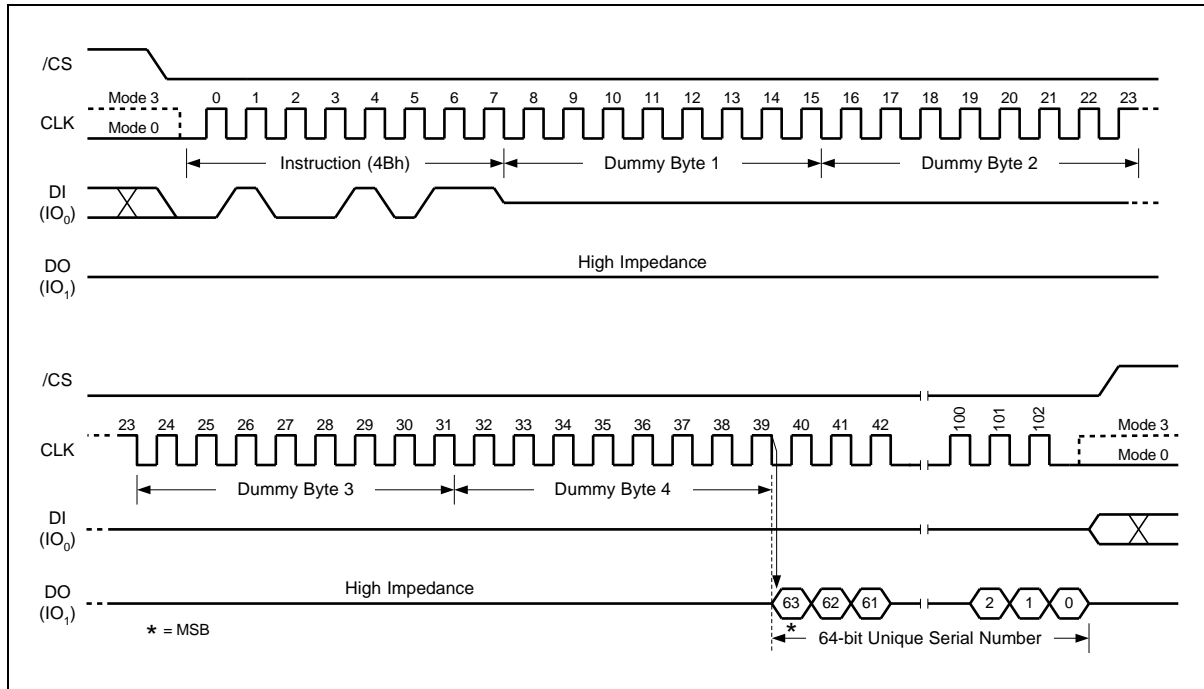 /CS
Mode 3 0 1 2 3 4 5 6 7 8 9 10 11 12 13 14 15 16 17 18 19 20 21 22 23
CLK Mode 0
Instruction (4Bh) Dummy Byte 1 Dummy Byte 2
DI
(IO0)
High Impedance
DO
(IO1)
/CS
23 24 25 26 27 28 29 30 31 32 33 34 35 36 37 38 39 40 41 42 100 101 102 Mode 3
CLK Mode 0
Dummy Byte 3 Dummy Byte 4
DI
(IO0)
High Impedance
DO
(IO1) 63 62 61 2 1 0
* = MSB * 64-bit Unique Serial Number